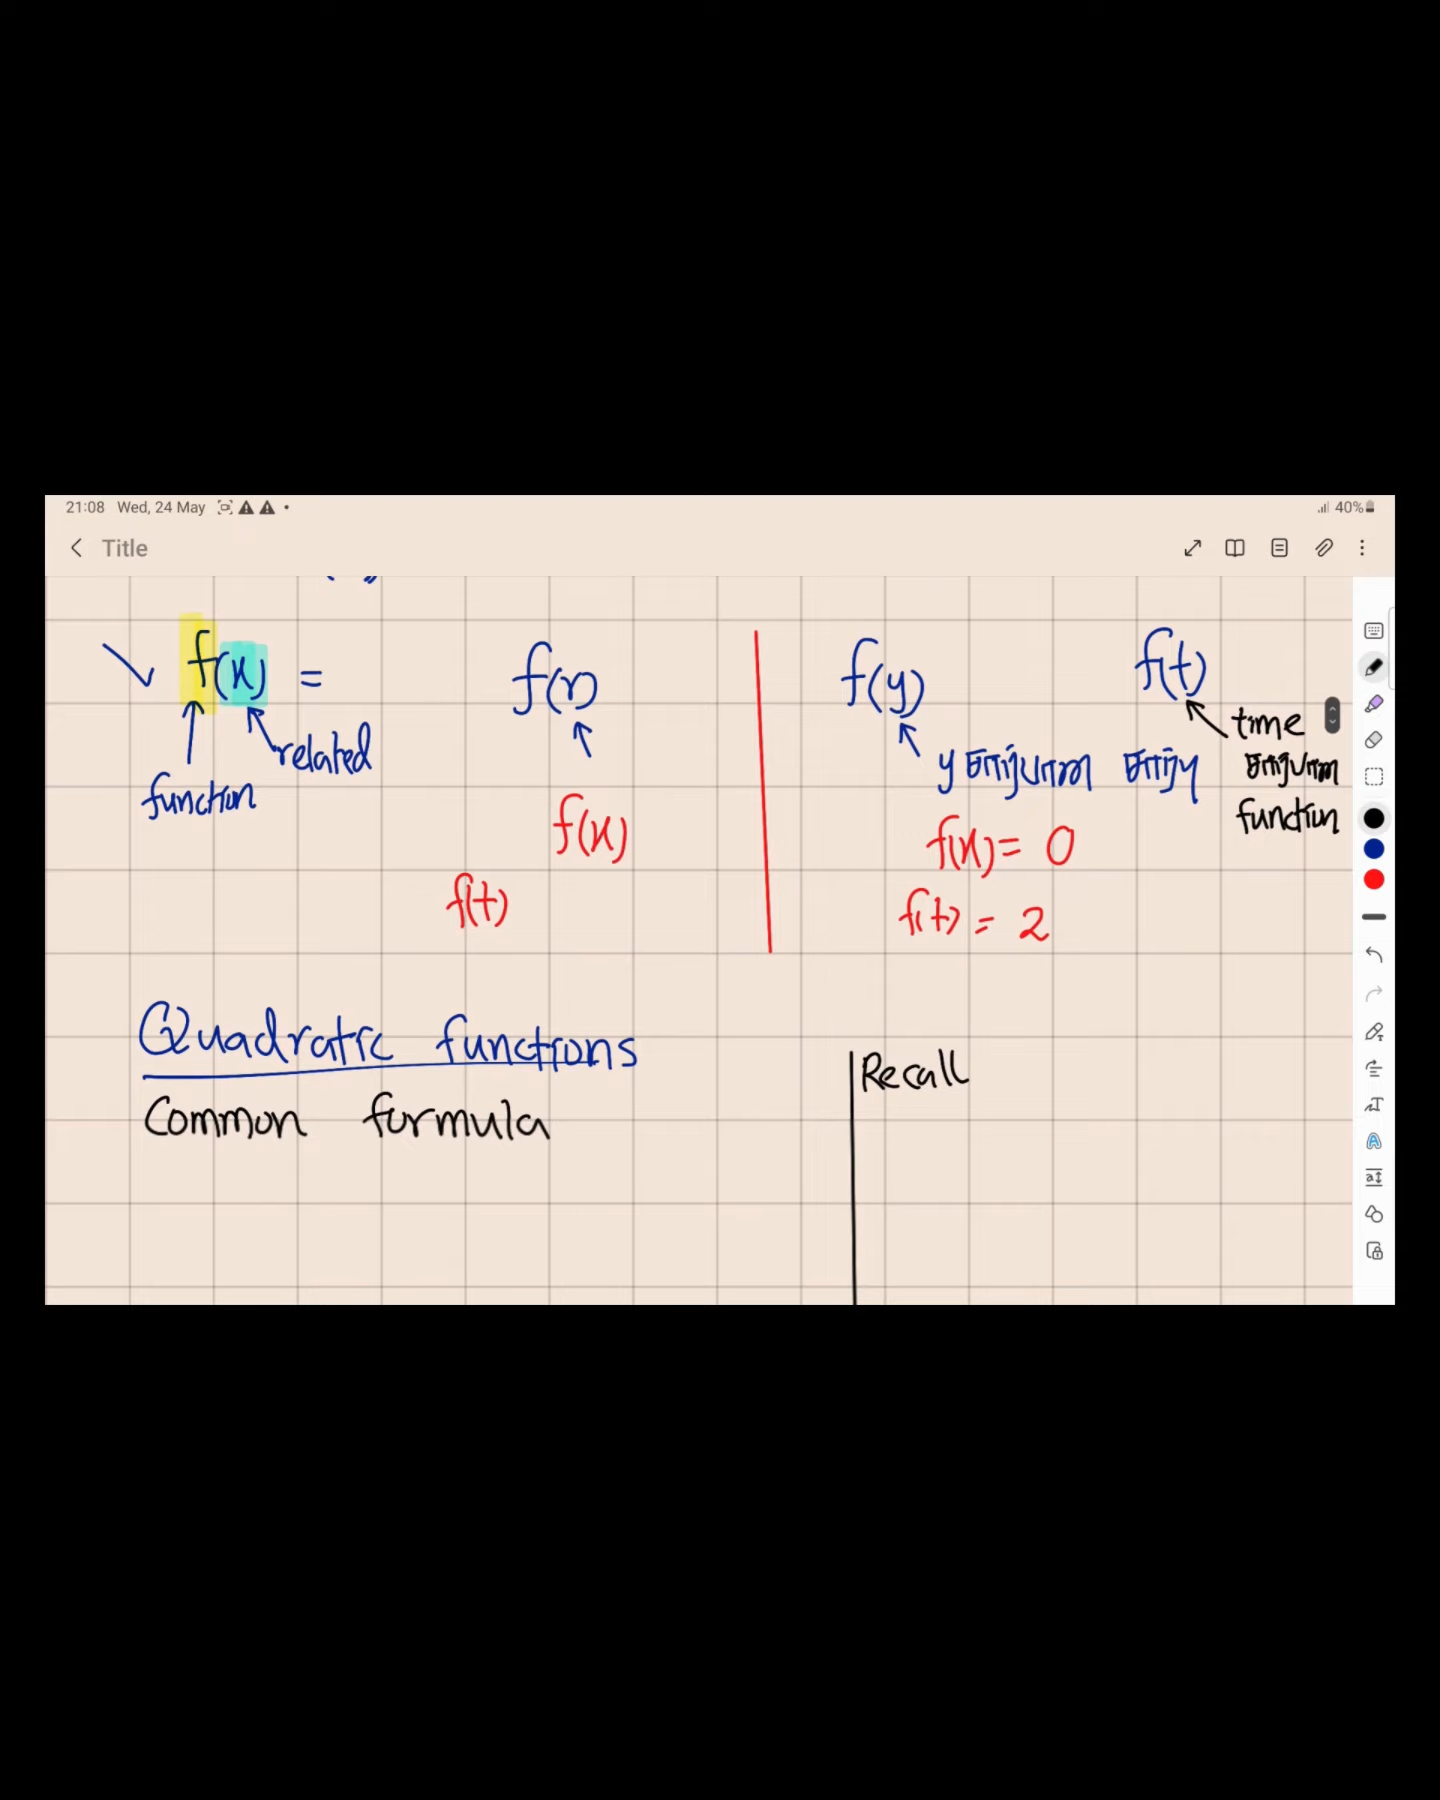 21:08 Wed, 24 May
40%
Title
f(x) = f(r) f(y) f(t)
related
time
function
y
function
f(x)
f(x) = 0
f(t)
f(t) = 2
Quadratic functions
Recall
Common formula